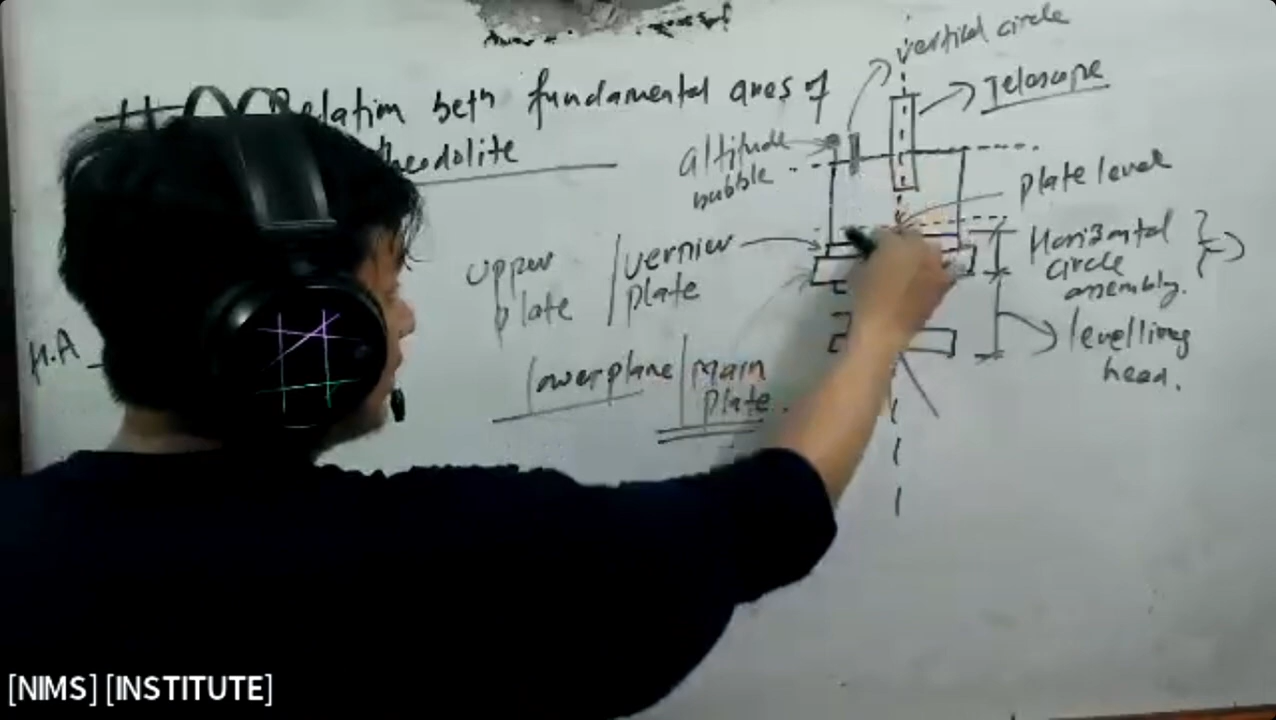 Relation betn fundamental axes of
heodolite
vertical circle
Telescope
altitude
bubble
plate level
Horizontal
circle
assembly.
upper
plate
vernier
plate
lowerplane
main
plate.
levelling
head.
H.A
[NIMS] [INSTITUTE]